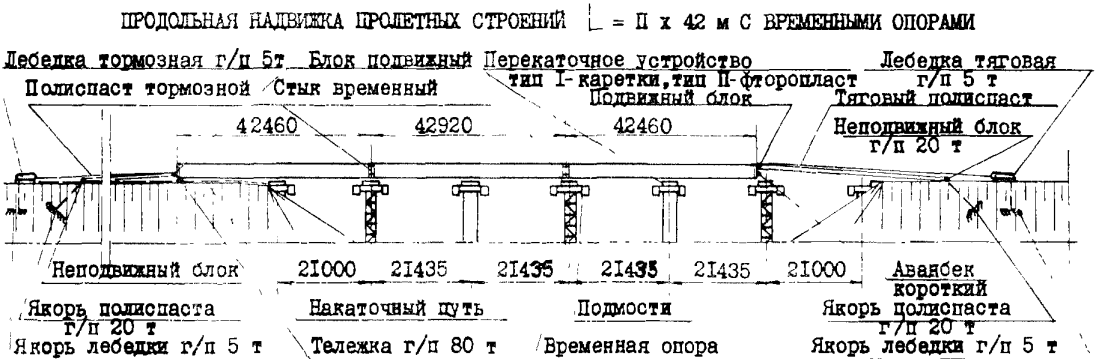 ПРОДОЛЬНАЯ НАДВИЖКА ПРОЛЕТНЫХ СТРОЕНИЙ L = П х 42 м С ВРЕМЕННЫМИ ОПОРАМИ
Лебедка тормозная г/п 5т Блок подвижный Перекаточное устройство Лебедка тяговая
тип I-каретки,тип II-фторопласт г/п 5 т
Полиспаст тормозной Стык временный Подвижный блок Тяговый полиспаст
42460 42920 42460 Неподвижный блок
г/п 20 т
Неподвижный блок 21000 21435 21435 21435 21435 21000 Аванбек
короткий
Якорь полиспаста Накаточный путь Подмости Якорь полиспаста
г/п 20 т г/п 20 т
Якорь лебедки г/п 5 т Тележка г/п 80 т Временная опора Якорь лебедки г/п 5 т